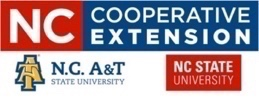 NC COOPERATIVE
EXTENSION
N.C. A&T
STATE UNIVERSITY
NC STATE
UNIVERSITY